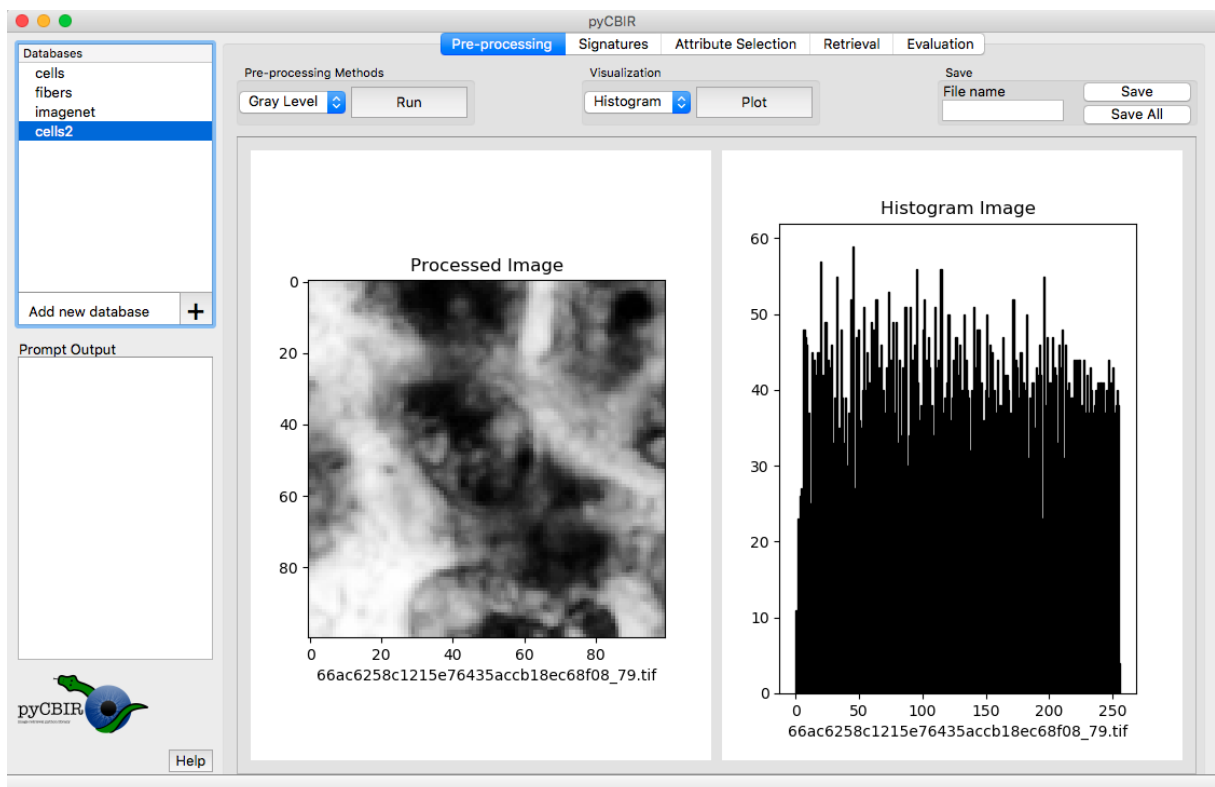 pyCBIR
Pre-processing Signatures Attribute Selection Retrieval Evaluation
Databases
cells
fibers
imagenet
cells2
Add new database +
Prompt Output
pyCBIR
Help
Pre-processing Methods
Gray Level
Run
Visualization
Histogram
Plot
Save
File name
Save
Save All
Processed Image
0
20
40
60
80
0 20 40 60 80
66ac6258c1215e76435accb18ec68f08_79.tif
Histogram Image
60
50
40
30
20
10
0
0 50 100 150 200 250
66ac6258c1215e76435accb18ec68f08_79.tif